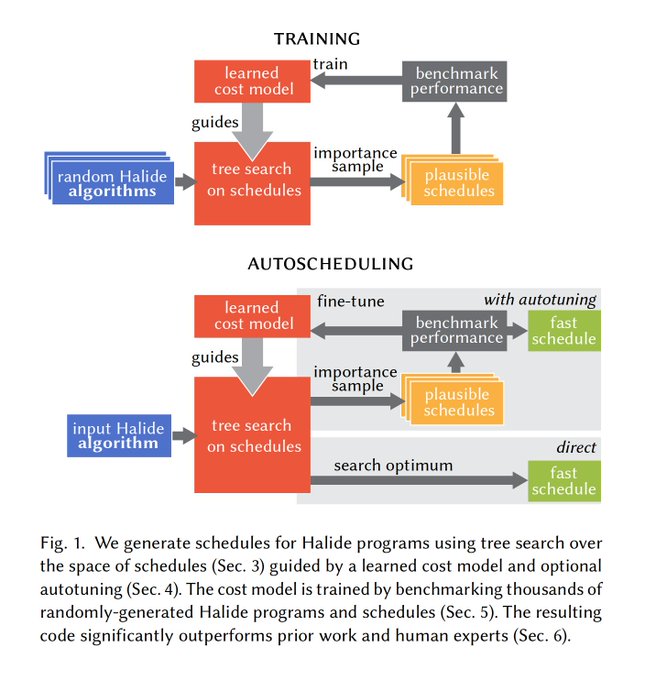 TRAINING
learned
cost model
train
benchmark
performance
guides
random Halide
algorithms
tree search
on schedules
importance
sample
plausible
schedules
AUTOSCHEDULING
learned
cost model
fine-tune
with autotuning
benchmark
performance
fast
schedule
guides
importance
sample
plausible
schedules
input Halide
algorithm
tree search
on schedules
direct
search optimum
fast
schedule
Fig. 1. We generate schedules for Halide programs using tree search over
the space of schedules (Sec. 3) guided by a learned cost model and optional
autotuning (Sec. 4). The cost model is trained by benchmarking thousands of
randomly-generated Halide programs and schedules (Sec. 5). The resulting
code significantly outperforms prior work and human experts (Sec. 6).